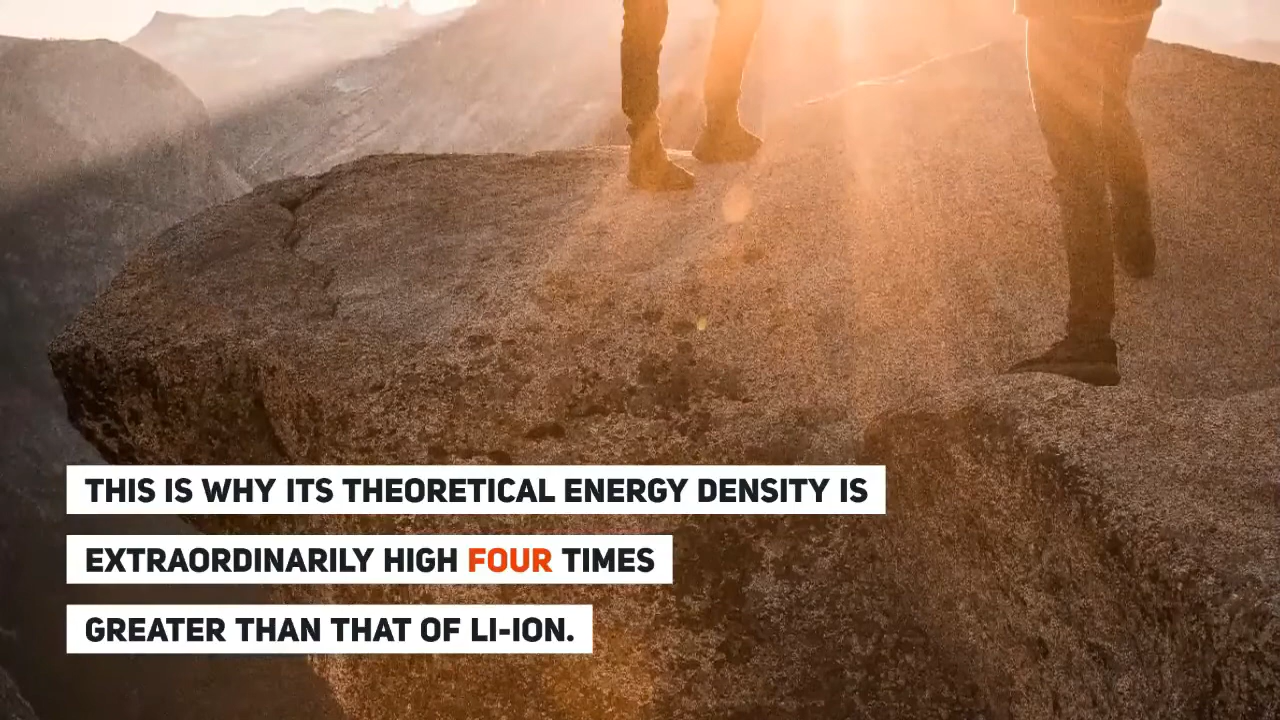 THIS IS WHY ITS THEORETICAL ENERGY DENSITY IS
EXTRAORDINARILY HIGH FOUR TIMES
GREATER THAN THAT OF LI-ION.